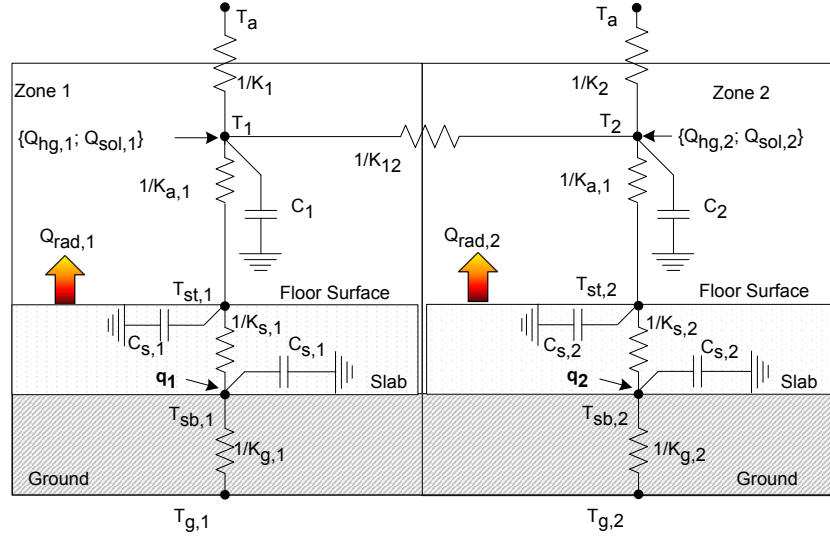 T_a
T_a
1/K_1
1/K_2
Zone 1
Zone 2
T_1
T_2
{Q_hg,1; Q_sol,1}
{Q_hg,2; Q_sol,2}
1/K_12
1/K_a,1
1/K_a,1
C_1
C_2
Q_rad,1
Q_rad,2
T_st,1
Floor Surface
T_st,2
Floor Surface
1/K_s,1
1/K_s,2
C_s,1
C_s,1
C_s,2
C_s,2
q_1
Slab
q_2
Slab
T_sb,1
T_sb,2
1/K_g,1
1/K_g,2
Ground
Ground
T_g,1
T_g,2